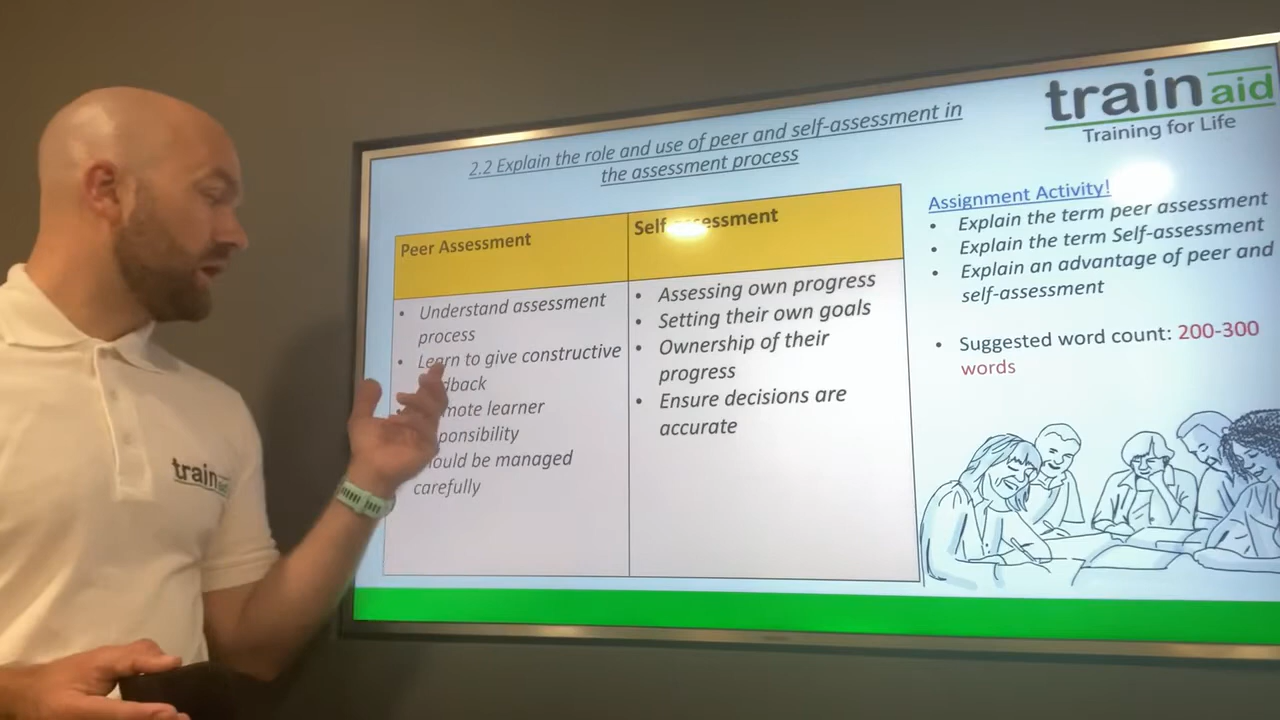 train aid
Training for Life
2.2 Explain the role and use of peer and self-assessment in
the assessment process
Peer Assessment
• Understand assessment
process
• Learn to give constructive
learner
be managed
carefully
Self
• Assessing own progress
• Setting their own goals
• Ownership of their
progress
• Ensure decisions are
accurate
Assignment Activity!
• Explain the term peer assessment
• Explain the term Self-assessment
• Explain an advantage of peer and
self-assessment
• Suggested word count: 200-300
words
train aid